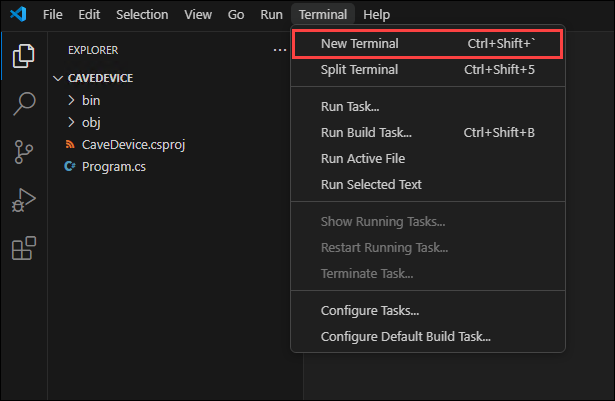 File Edit Selection View Go Run Terminal Help
EXPLORER ...
CAVEDEVICE
bin
obj
CaveDevice.csproj
C# Program.cs
New Terminal Ctrl+Shift+`
Split Terminal Ctrl+Shift+5
Run Task...
Run Build Task... Ctrl+Shift+B
Run Active File
Run Selected Text
Show Running Tasks...
Restart Running Task...
Terminate Task...
Configure Tasks...
Configure Default Build Task...